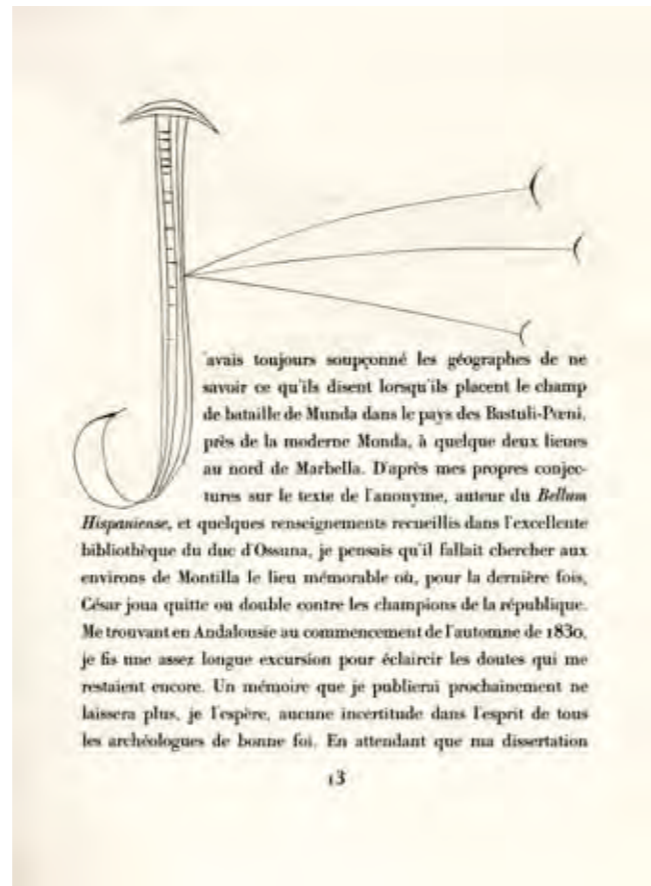 J
'avais toujours soupçonné les géographes de ne
savoir ce qu'ils disent lorsqu'ils placent le champ
de bataille de Munda dans le pays des Bastuli-Pœni,
près de la moderne Monda, à quelque deux lieues
au nord de Marbella. D'après mes propres conjec-
tures sur le texte de l'anonyme, auteur du Bellum
Hispaniense, et quelques renseignements recueillis dans l'excellente
bibliothèque du duc d'Ossuna, je pensais qu'il fallait chercher aux
environs de Montilla le lieu mémorable où, pour la dernière fois,
César joua quitte ou double contre les champions de la république.
Me trouvant en Andalousie au commencement de l'automne de 1830,
je fis une assez longue excursion pour éclaircir les doutes qui me
restaient encore. Un mémoire que je publierai prochainement ne
laissera plus, je l'espère, aucune incertitude dans l'esprit de tous
les archéologues de bonne foi. En attendant que ma dissertation
13